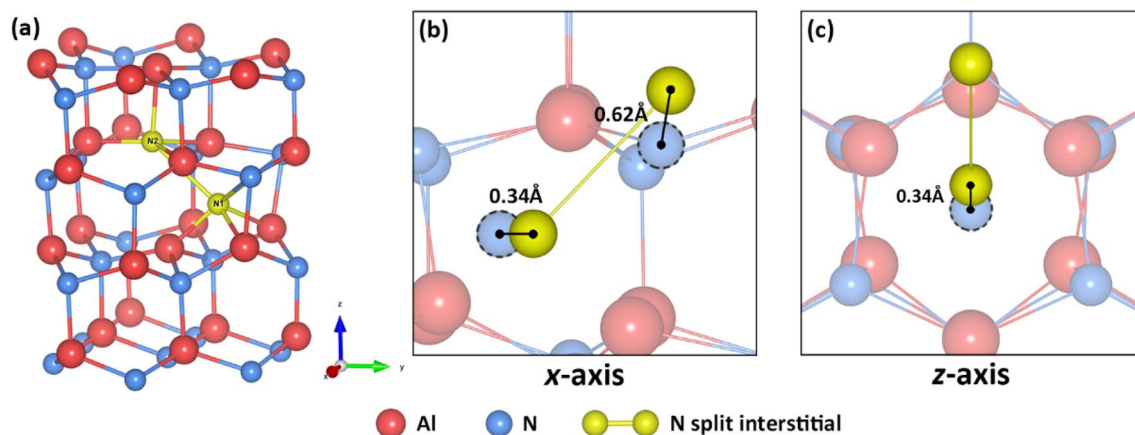 (a)
N2
N1
z
x
y
(b)
0.62Å
0.34Å
x-axis
(c)
0.34Å
z-axis
Al
N
N split interstitial